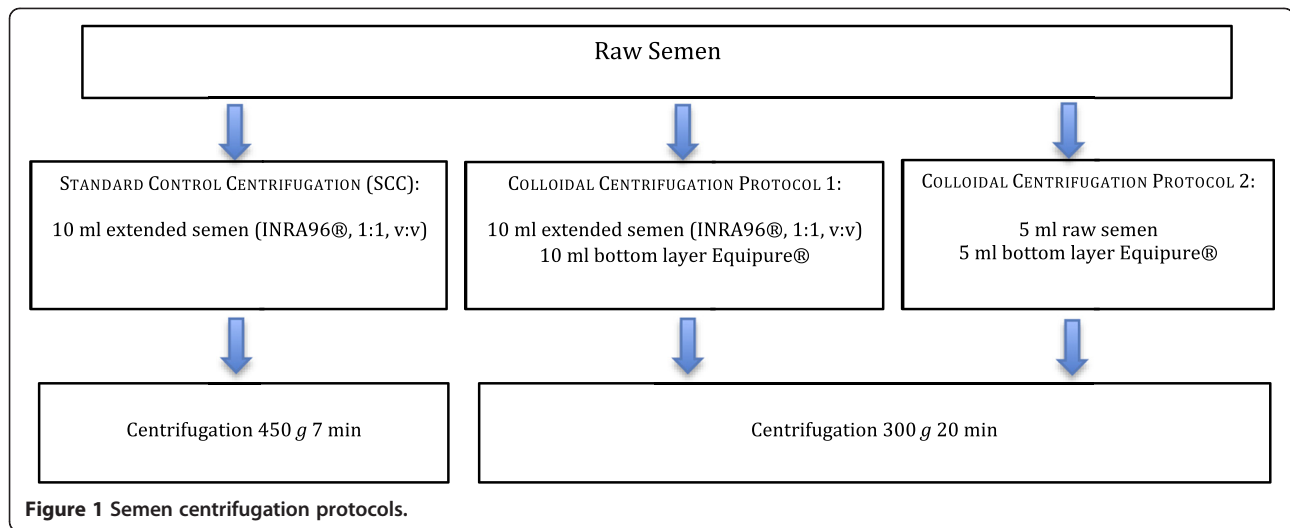 Raw Semen
STANDARD CONTROL CENTRIFUGATION (SCC):
10 ml extended semen (INRA96®, 1:1, v:v)
COLLOIDAL CENTRIFUGATION PROTOCOL 1:
10 ml extended semen (INRA96®, 1:1, v:v)
10 ml bottom layer Equipure®
COLLOIDAL CENTRIFUGATION PROTOCOL 2:
5 ml raw semen
5 ml bottom layer Equipure®
Centrifugation 450 g 7 min
Centrifugation 300 g 20 min
Figure 1 Semen centrifugation protocols.